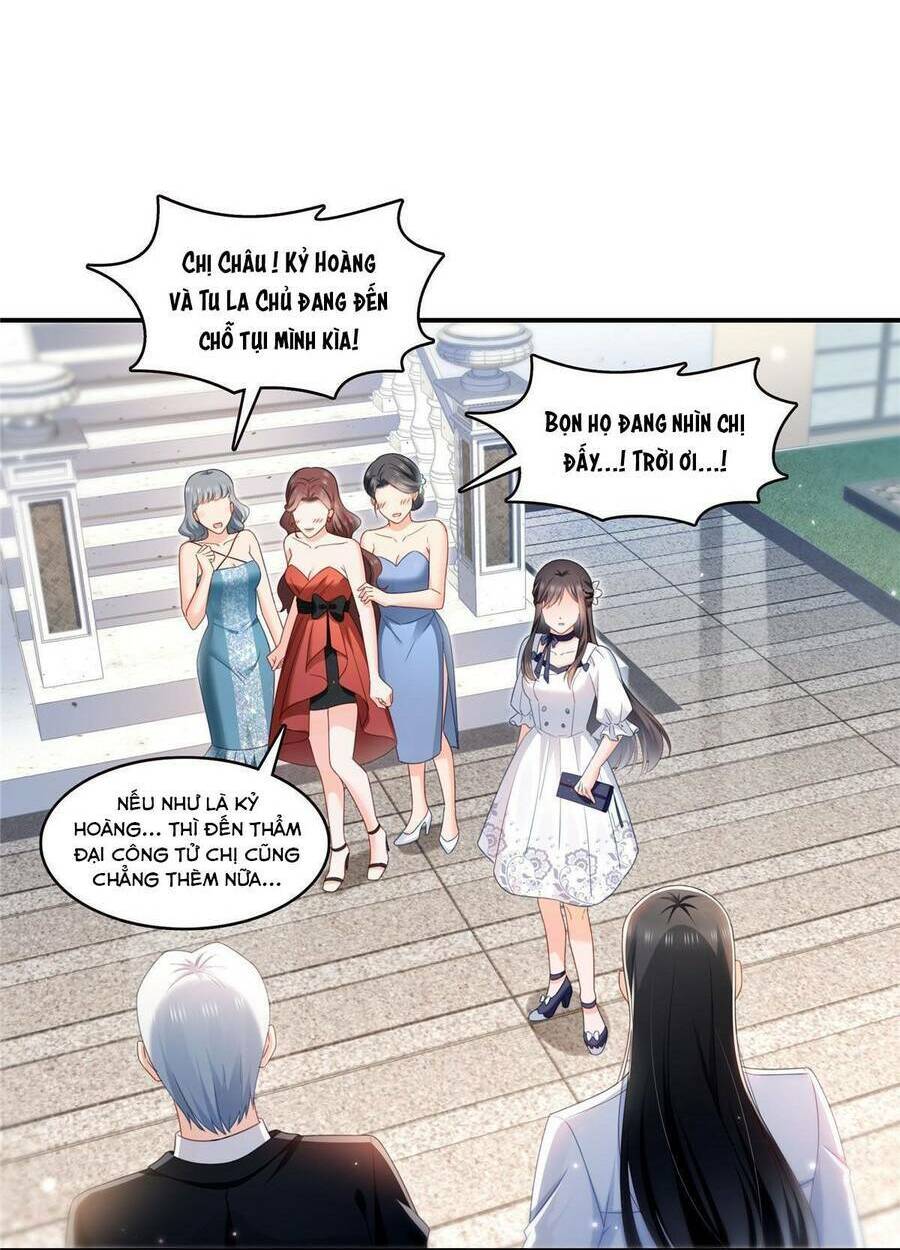 CHỊ CHÂU! KỶ HOÀNG
VÀ TU LA CHỦ ĐANG ĐẾN
CHỖ TỤI MÌNH KÌA!
BỌN HỌ ĐANG NHÌN CHỊ
ĐẤY...! TRỜI ƠI...!
NẾU NHƯ LÀ KỶ
HOÀNG... THÌ ĐẾN THẨM
ĐẠI CÔNG TỬ CHỊ CŨNG
CHẲNG THÈM NỮA...